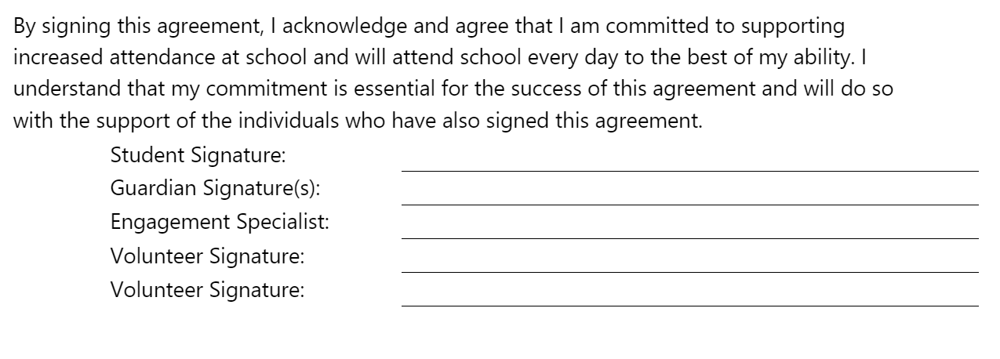 By signing this agreement, I acknowledge and agree that I am committed to supporting
increased attendance at school and will attend school every day to the best of my ability. I
understand that my commitment is essential for the success of this agreement and will do so
with the support of the individuals who have also signed this agreement.
Student Signature:
Guardian Signature(s):
Engagement Specialist:
Volunteer Signature:
Volunteer Signature: